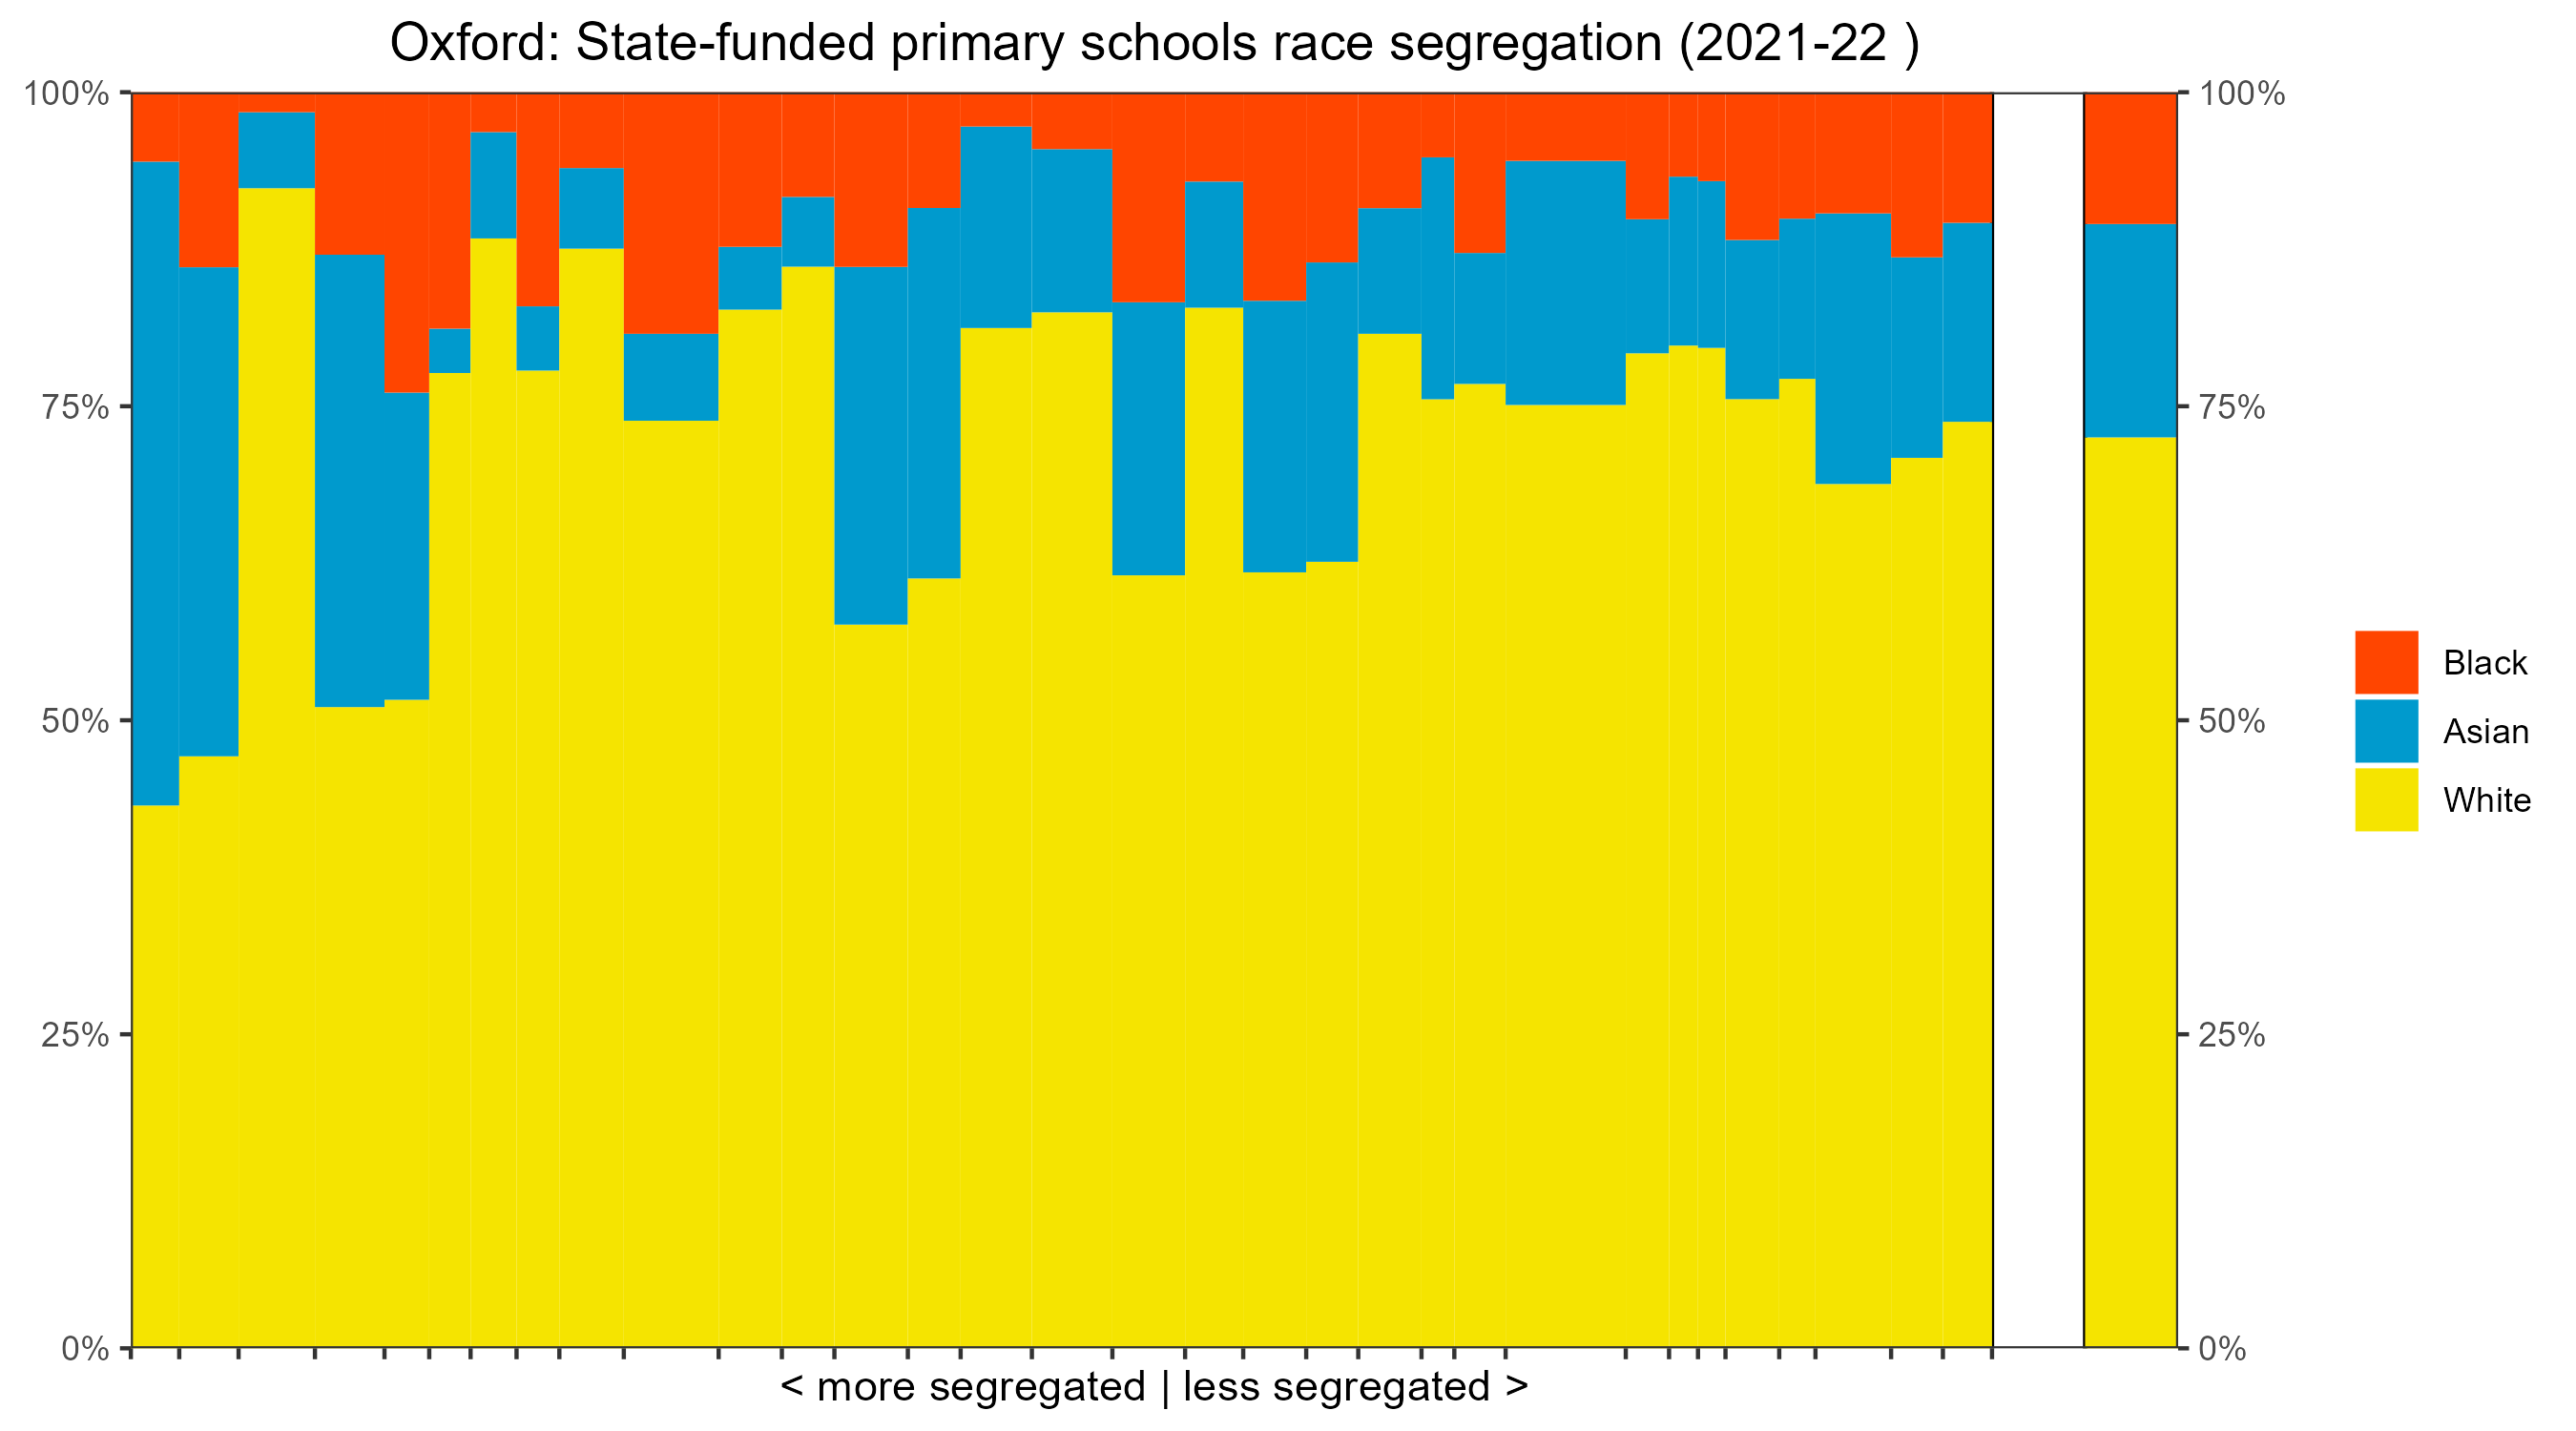 Oxford: State-funded primary schools race segregation (2021-22 )
100%
75%
50%
25%
0%
100%
75%
50%
25%
0%
Black
Asian
White
< more segregated | less segregated >